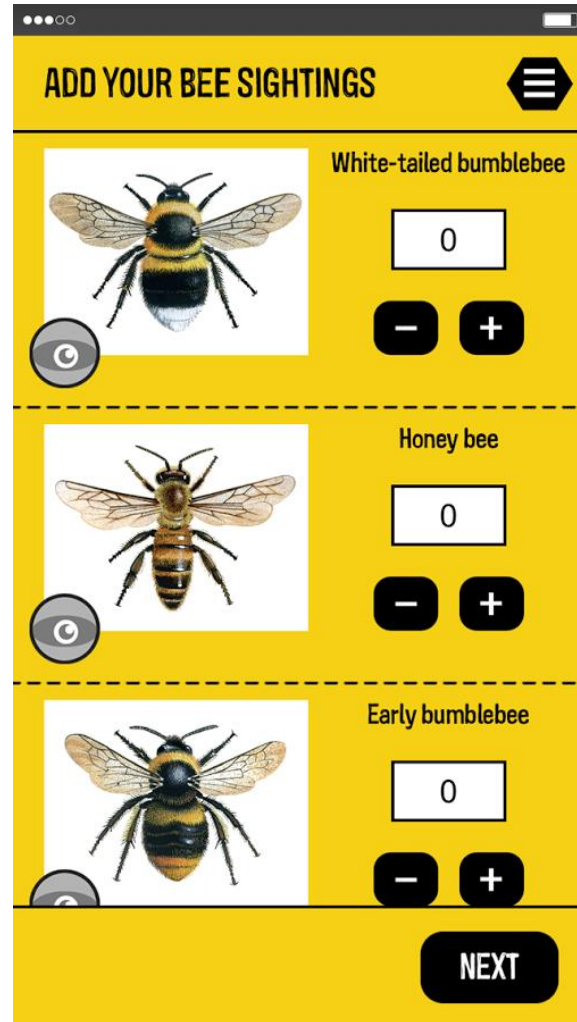 ADD YOUR BEE SIGHTINGS
White-tailed bumblebee
0
− +
Honey bee
0
− +
Early bumblebee
0
− +
NEXT